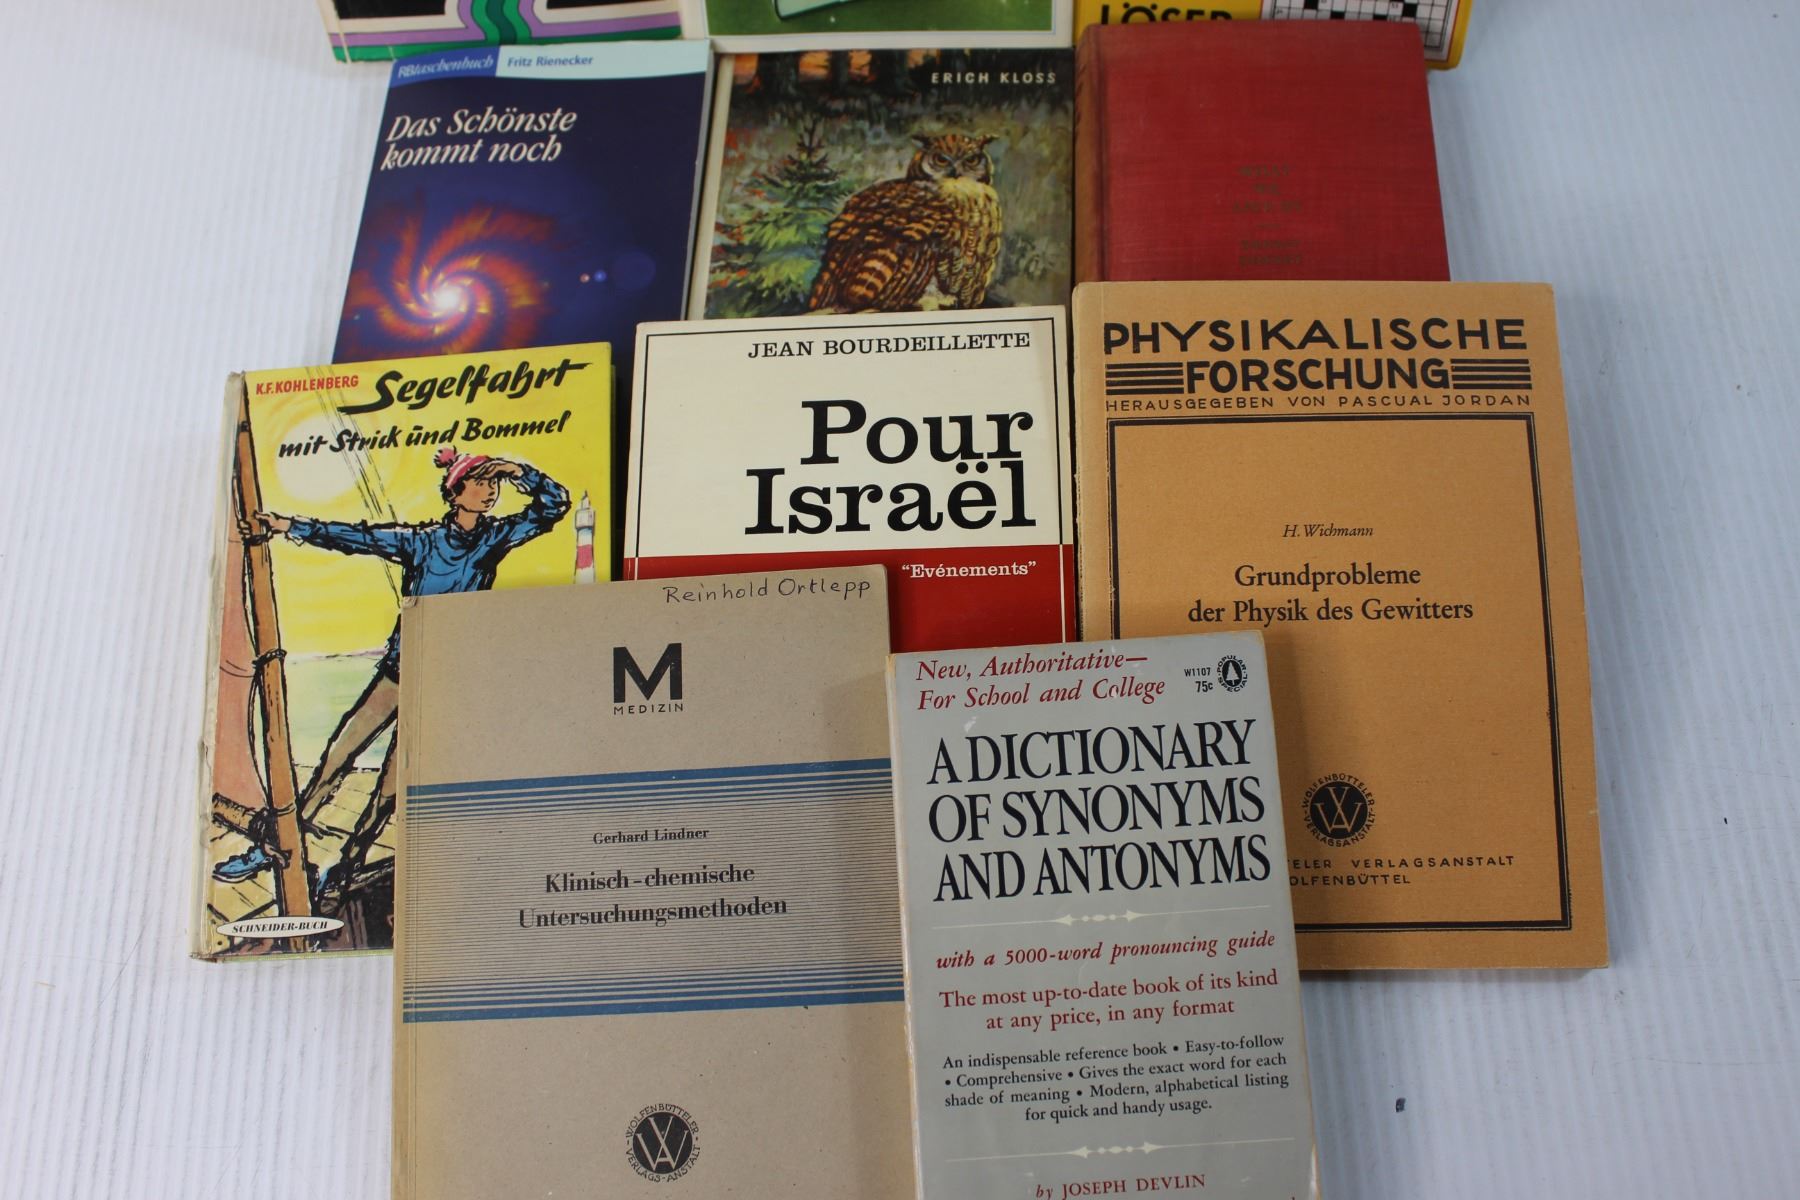 LÖSER
RBtaschenbuch Fritz Rienecker
Das Schönste
kommt noch
ERICH KLOSS
K.F. KOHLENBERG
Segelfahrt
mit Strick und Bommel
SCHNEIDER-BUCH
JEAN BOURDEILLETTE
Pour
Israël
"Evénements"
PHYSIKALISCHE
FORSCHUNG
HERAUSGEGEBEN VON PASCUAL JORDAN
H. Wichmann
Grundprobleme
der Physik des Gewitters
WOLFENBÜTTELER
VERLAGSANSTALT
TELER VERLAGSANSTALT
OLFENBÜTTEL
Reinhold Ortlepp
M
MEDIZIN
Gerhard Lindner
Klinisch-chemische
Untersuchungsmethoden
WOLFENBÜTTELER
VERLAGS-ANSTALT
New, Authoritative—
For School and College
W1107
75c
POPULAR
SPECIAL
A DICTIONARY
OF SYNONYMS
AND ANTONYMS
with a 5000-word pronouncing guide
The most up-to-date book of its kind
at any price, in any format
An indispensable reference book • Easy-to-follow
• Comprehensive • Gives the exact word for each
shade of meaning • Modern, alphabetical listing
for quick and handy usage.
by JOSEPH DEVLIN